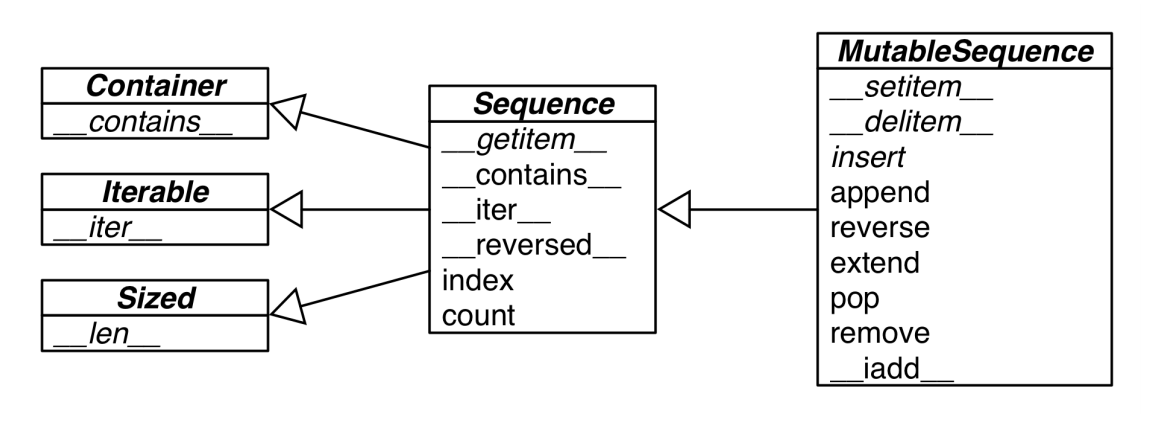 Container
__contains__
Iterable
__iter__
Sized
__len__
Sequence
__getitem__
__contains__
__iter__
__reversed__
index
count
MutableSequence
__setitem__
__delitem__
insert
append
reverse
extend
pop
remove
__iadd__